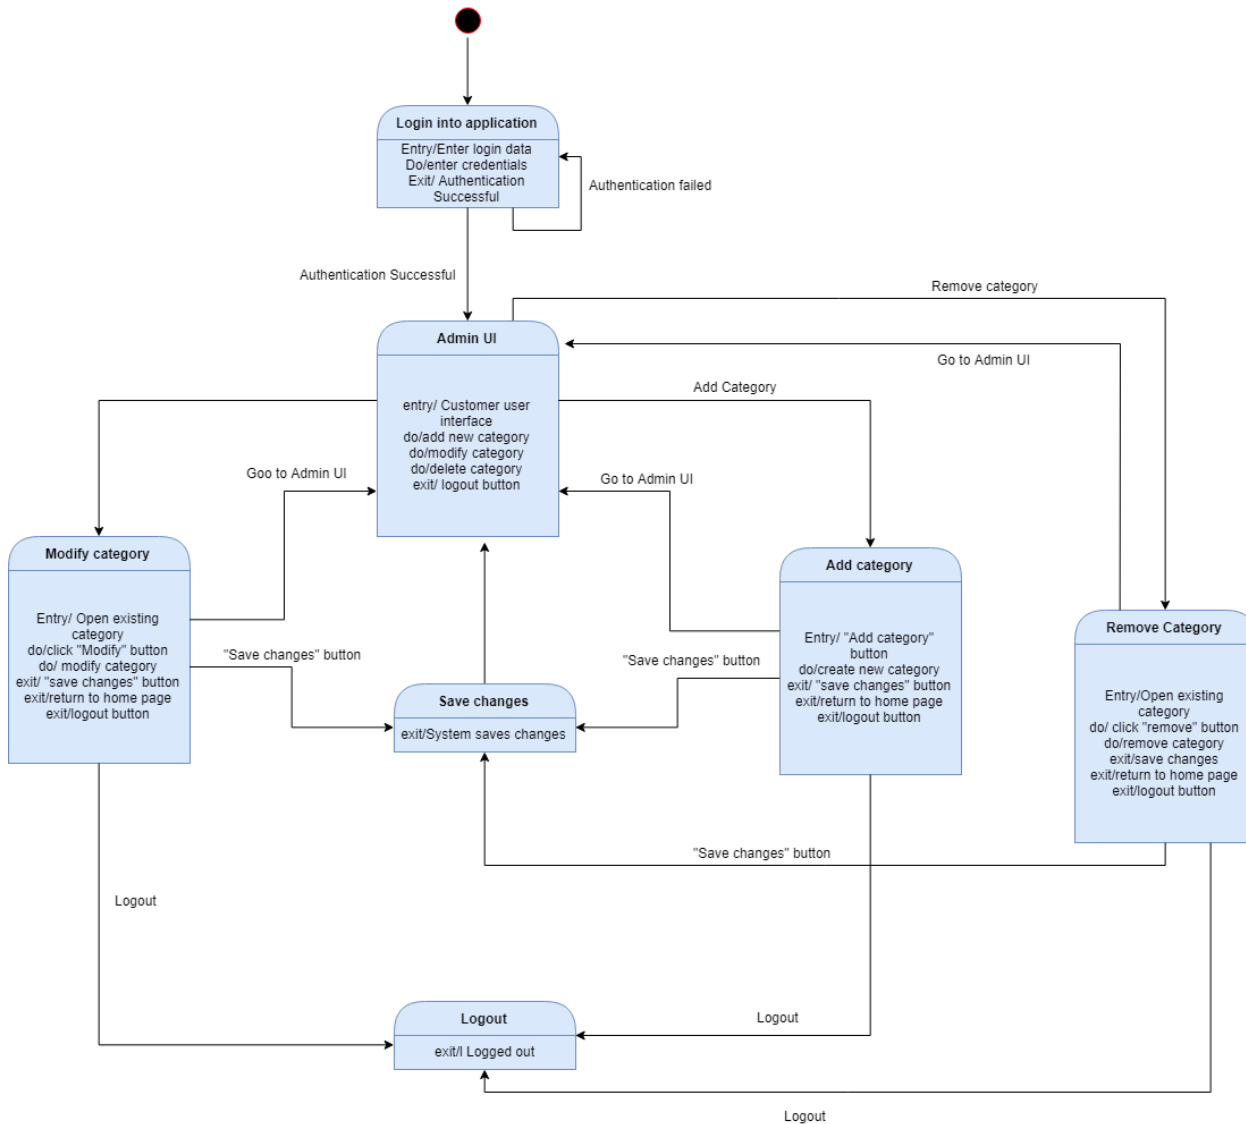 Login into application
Entry/Enter login data
Do/enter credentials
Exit/ Authentication
Successful
Authentication failed
Authentication Successful
Remove category
Admin UI
Go to Admin UI
Add Category
entry/ Customer user
interface
do/add new category
do/modify category
do/delete category
exit/ logout button
Goo to Admin UI
Go to Admin UI
Modify category
Entry/ Open existing
category
do/click "Modify" button
do/ modify category
exit/ "save changes" button
exit/return to home page
exit/logout button
"Save changes" button
Save changes
exit/System saves changes
"Save changes" button
Add category
Entry/ "Add category"
button
do/create new category
exit/ "save changes" button
exit/return to home page
exit/logout button
Remove Category
Entry/Open existing
category
do/ click "remove" button
do/remove category
exit/save changes
exit/return to home page
exit/logout button
"Save changes" button
Logout
Logout
exit/I Logged out
Logout
Logout